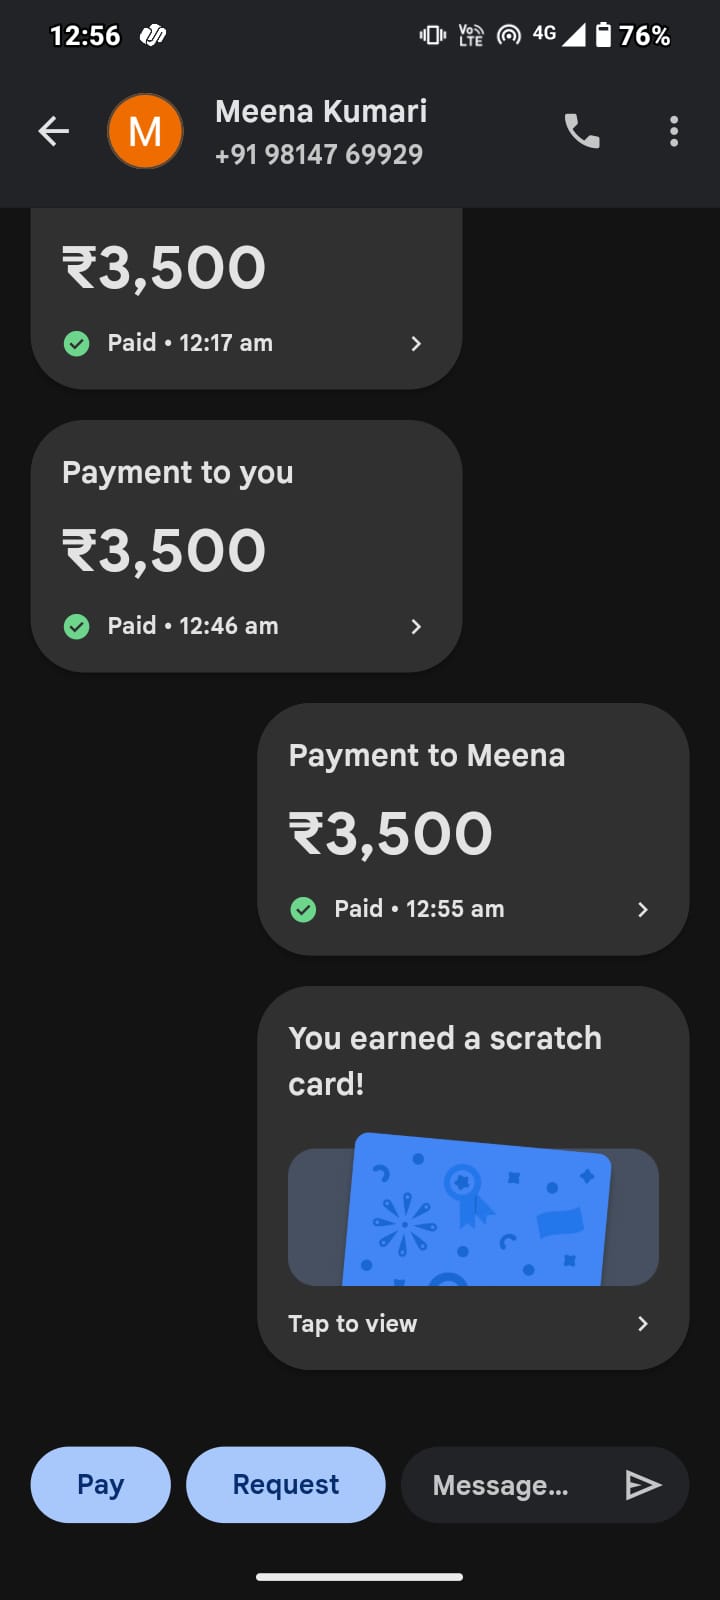 12:56
Vo LTE 4G 76%
M
Meena Kumari
+91 98147 69929
₹3,500
Paid • 12:17 am
Payment to you
₹3,500
Paid • 12:46 am
Payment to Meena
₹3,500
Paid • 12:55 am
You earned a scratch
card!
Tap to view
Pay
Request
Message...